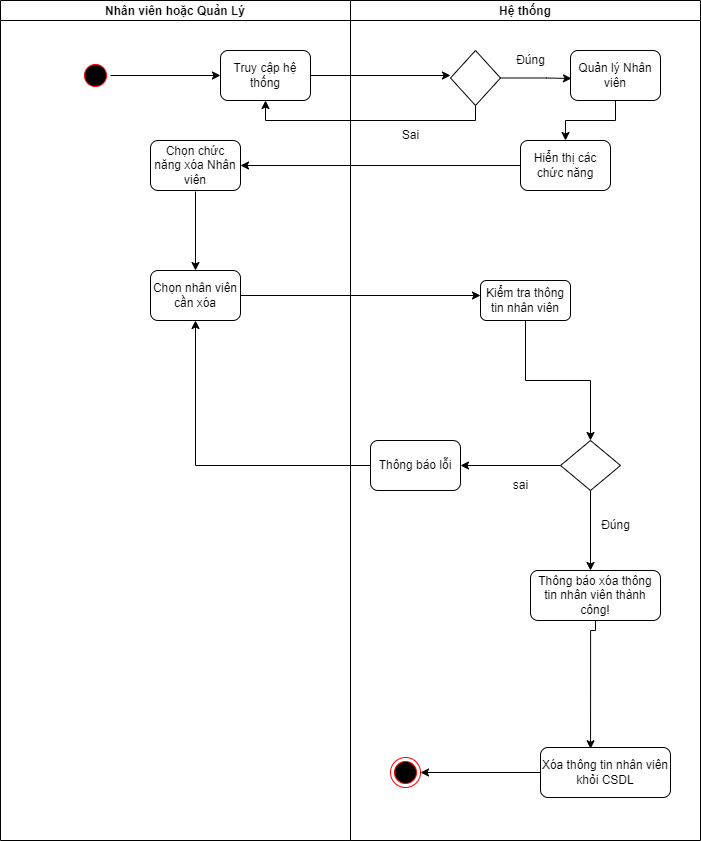 Nhân viên hoặc Quản Lý
Hệ thống
Truy cập hệ
thống
Đúng
Quản lý Nhân
viên
Sai
Chọn chức
năng xóa Nhân
viên
Hiển thị các
chức năng
Chọn nhân viên
cần xóa
Kiểm tra thông
tin nhân viên
Thông báo lỗi
sai
Đúng
Thông báo xóa thông
tin nhân viên thành
công!
Xóa thông tin nhân viên
khỏi CSDL